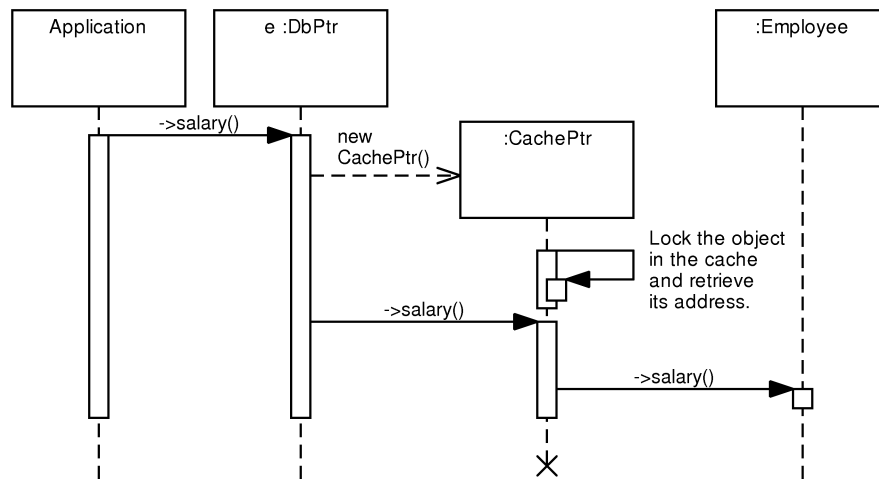 Application
e :DbPtr
:Employee
->salary()
new
CachePtr()
:CachePtr
Lock the object
in the cache
and retrieve
its address.
->salary()
->salary()